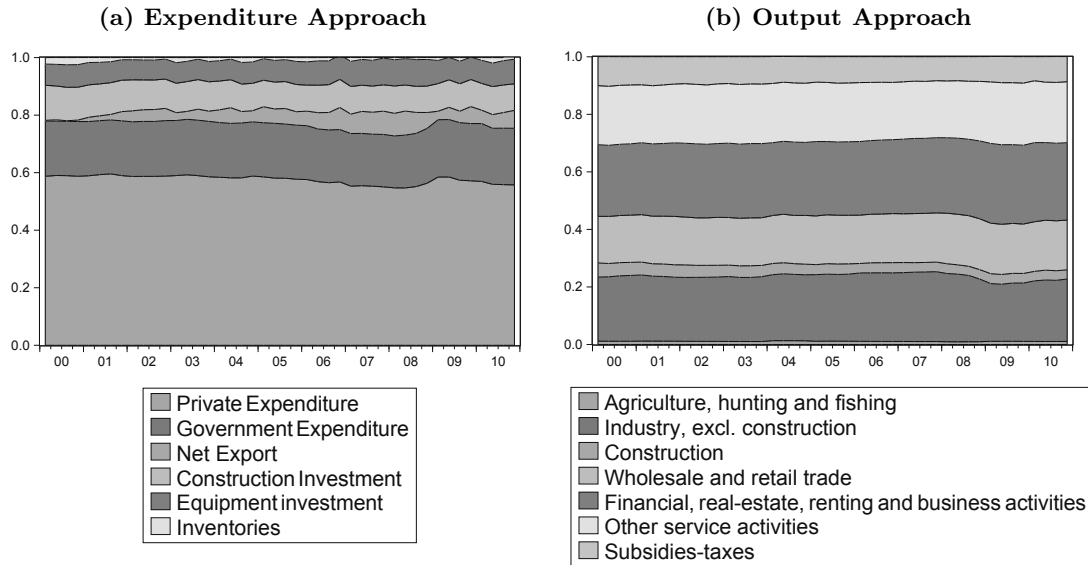 (a) Expenditure Approach
1.0
0.8
0.6
0.4
0.2
0.0
00 01 02 03 04 05 06 07 08 09 10
Private Expenditure
Government Expenditure
Net Export
Construction Investment
Equipment investment
Inventories
(b) Output Approach
1.0
0.8
0.6
0.4
0.2
0.0
00 01 02 03 04 05 06 07 08 09 10
Agriculture, hunting and fishing
Industry, excl. construction
Construction
Wholesale and retail trade
Financial, real-estate, renting and business activities
Other service activities
Subsidies-taxes